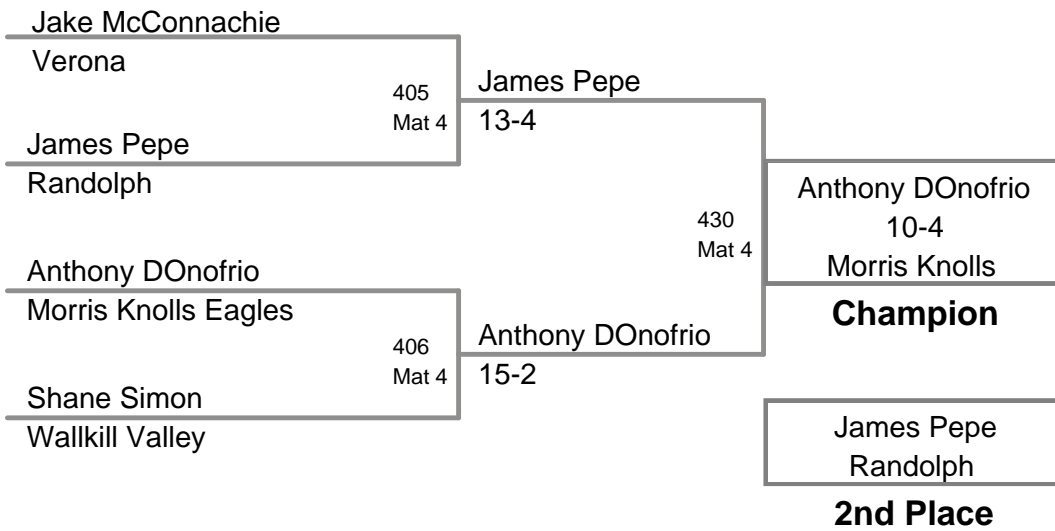 Jake McConnachie
Verona
405
Mat 4
James Pepe
Randolph
James Pepe
13-4
Anthony DOnofrio
Morris Knolls Eagles
406
Mat 4
Shane Simon
Wallkill Valley
Anthony DOnofrio
15-2
430
Mat 4
Anthony DOnofrio
10-4
Morris Knolls
Champion
James Pepe
Randolph
2nd Place